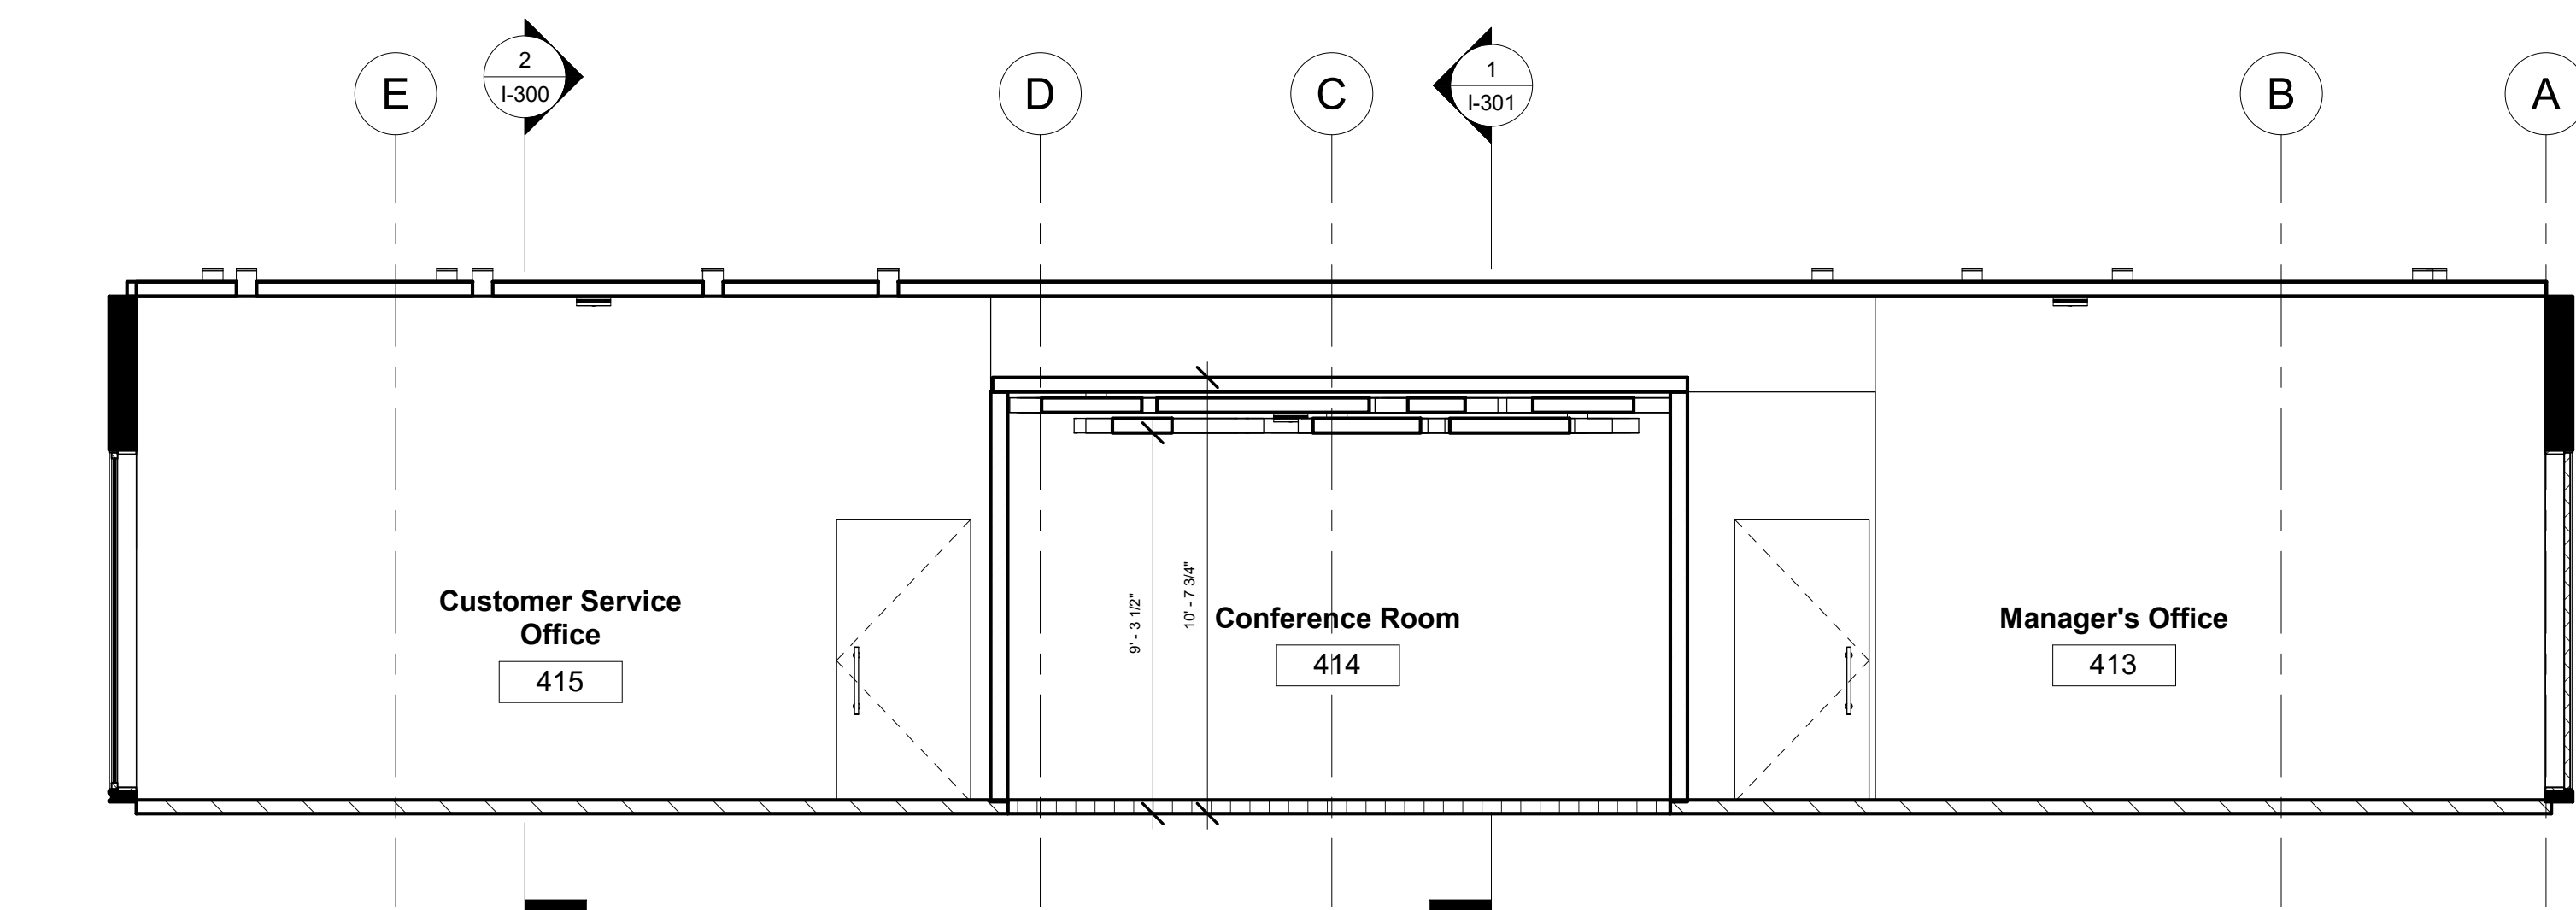 E
2
I-300
D
C
1
I-301
B
A
Customer Service
Office
415
9' - 3 1/2"
10' - 7 3/4"
Conference Room
414
Manager's Office
413